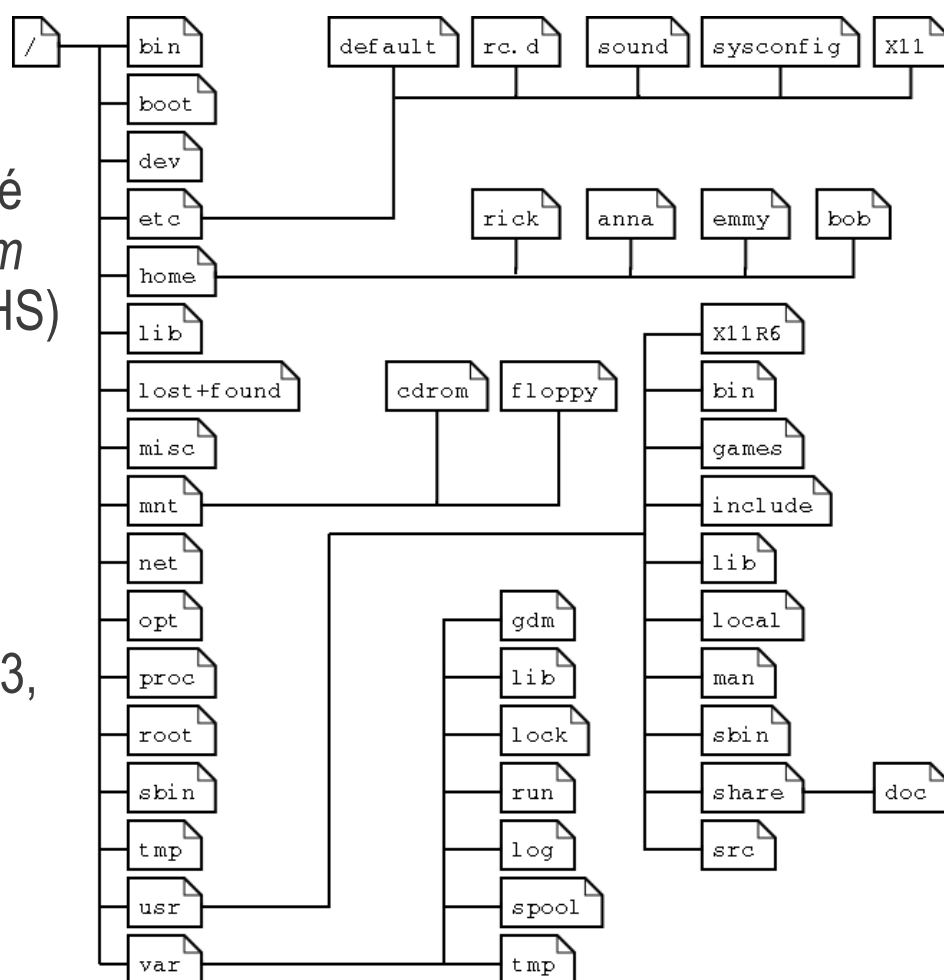 / bin default rc.d sound sysconfig X11
boot
dev
é
etc rick anna emmy bob
m
home
HS)
lib X11R6
lost+found cdrom floppy bin
misc games
mnt include
net lib
opt gdm local
3,
proc lib man
root lock sbin
sbin run share doc
tmp log src
usr spool
var tmp